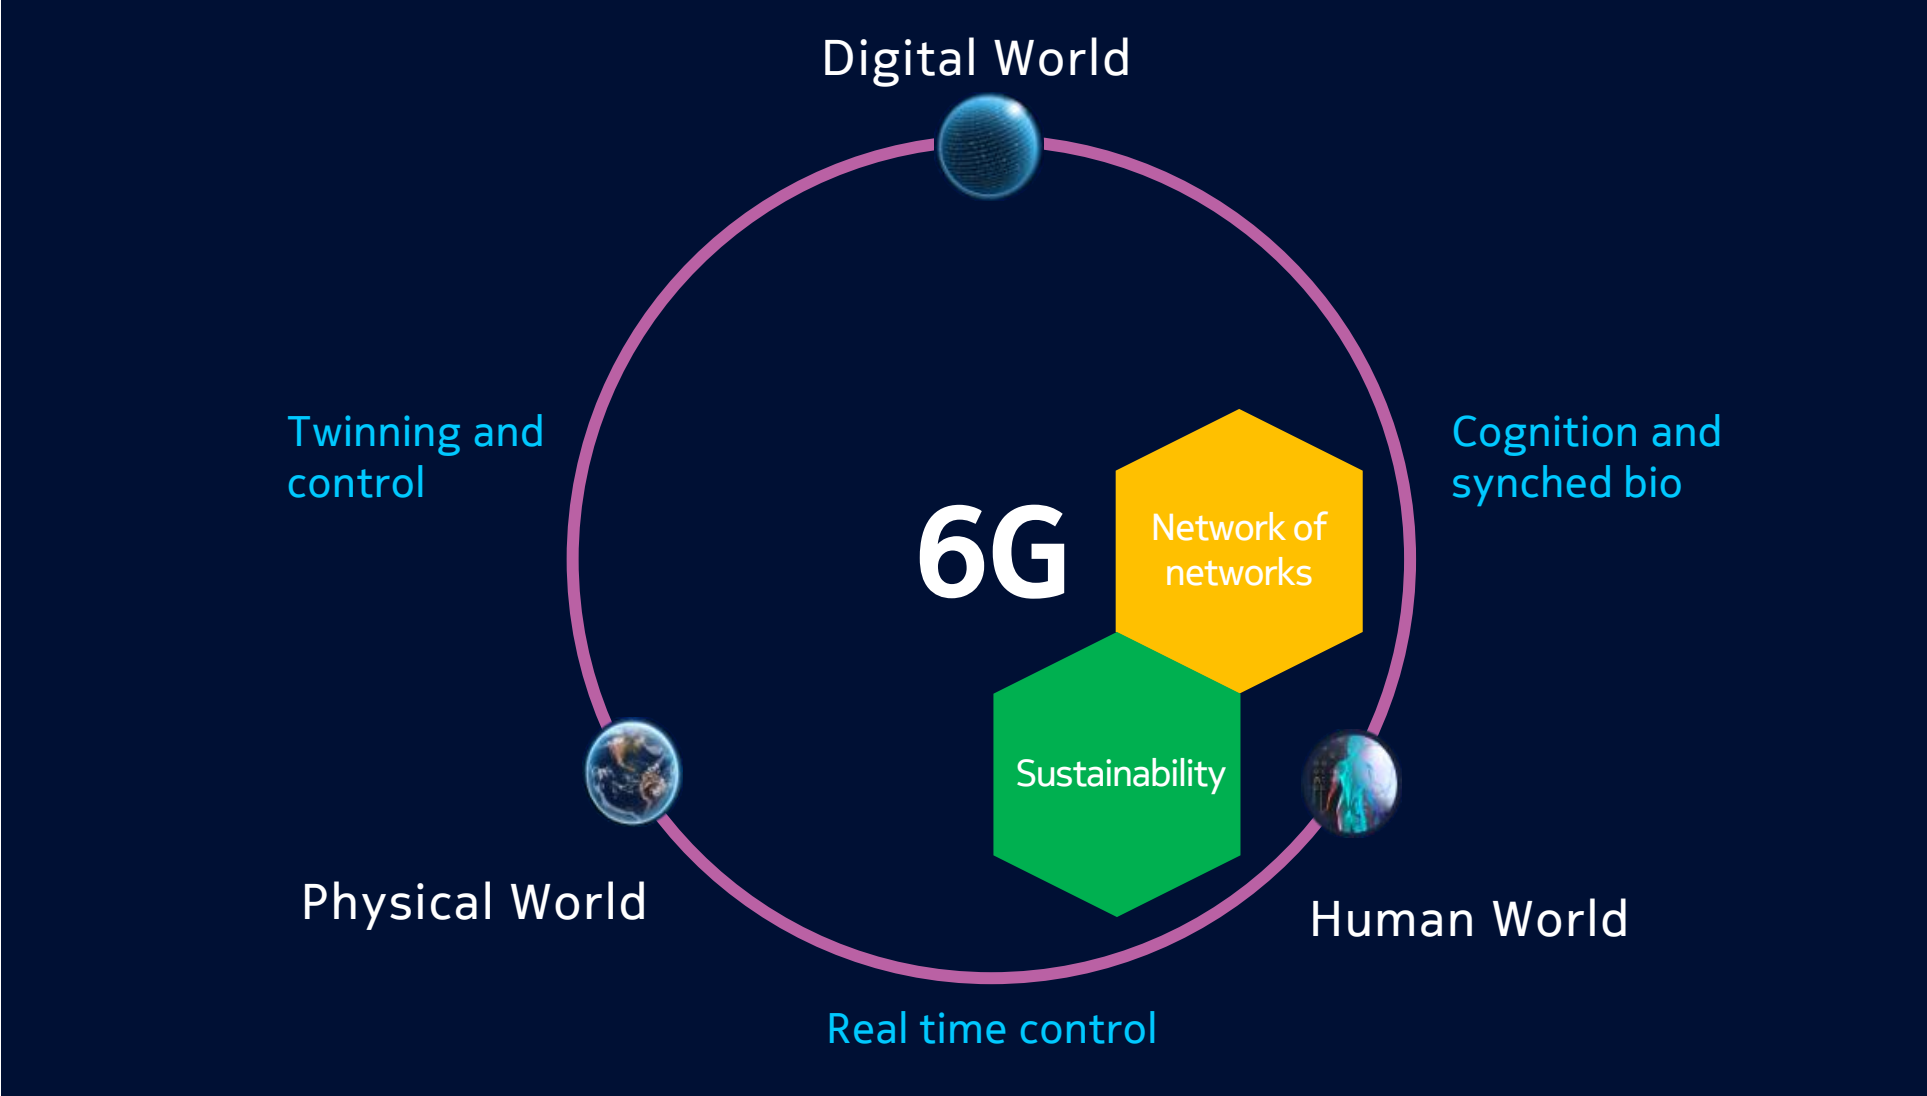 Digital World
Twinning and
control
Cognition and
synched bio
6G
Network of
networks
Sustainability
Physical World
Human World
Real time control